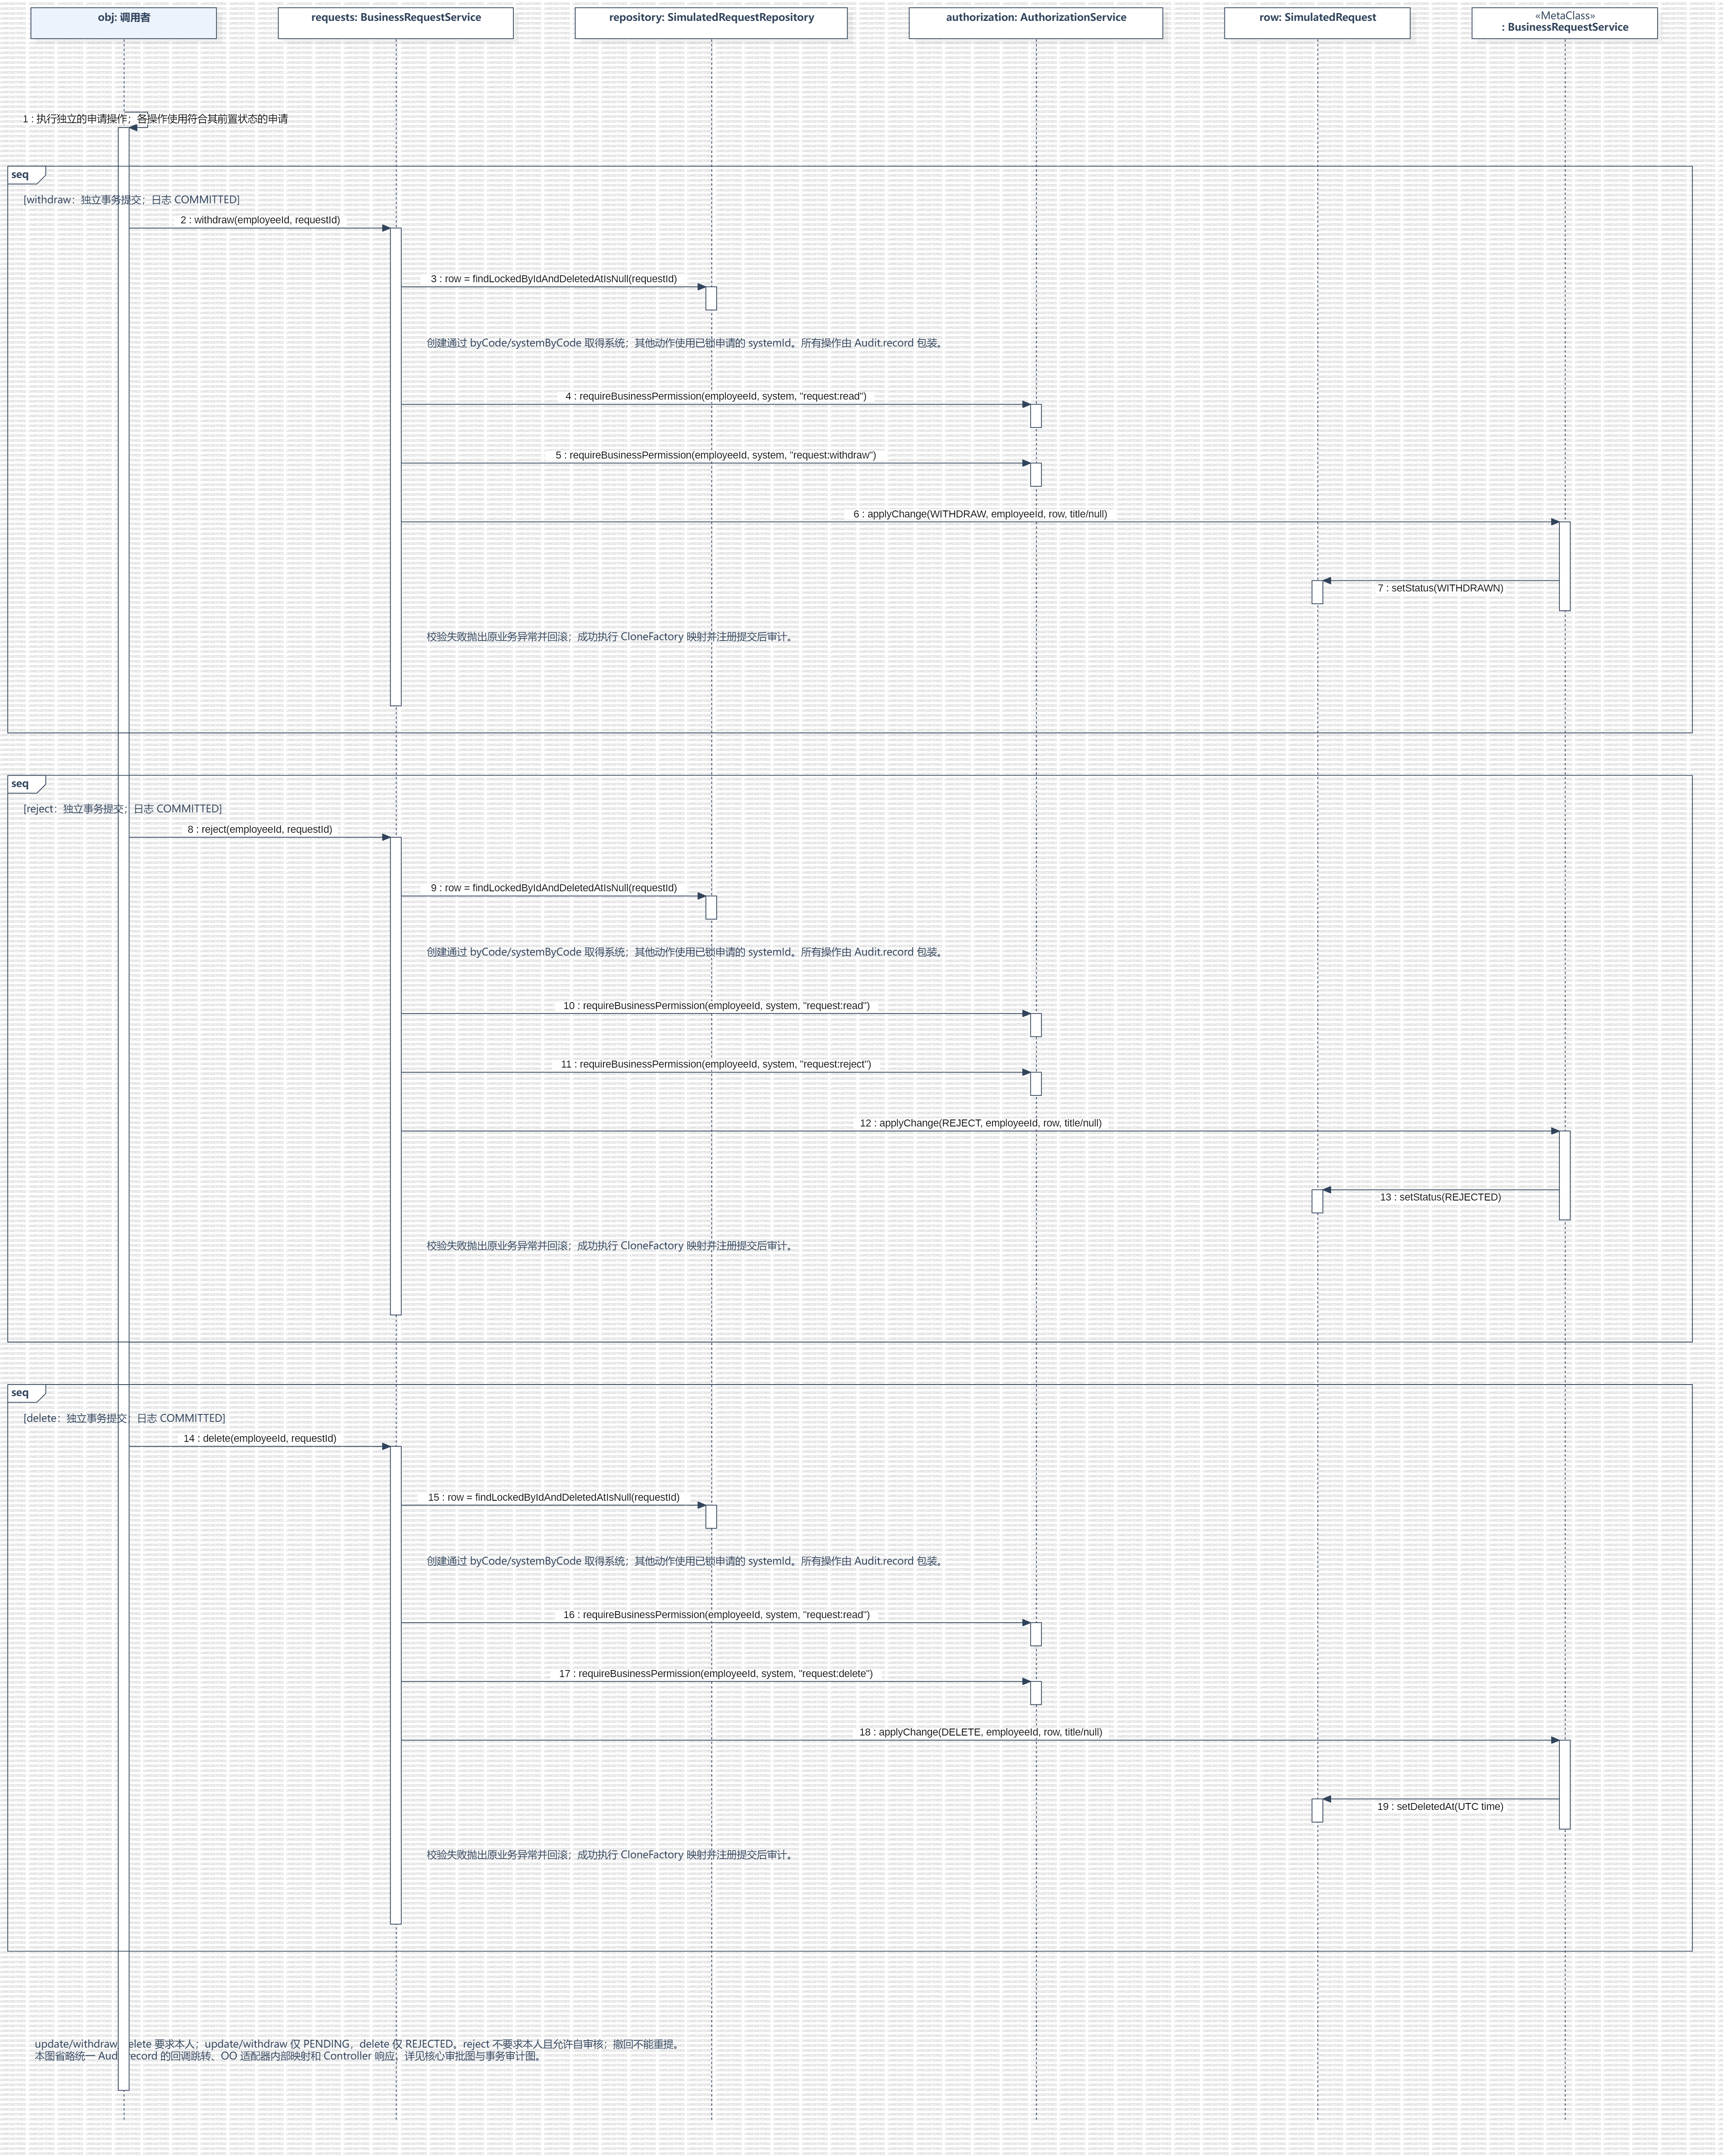 obj: 调用者
requests: BusinessRequestService
repository: SimulatedRequestRepository
authorization: AuthorizationService
row: SimulatedRequest
«MetaClass»
: BusinessRequestService
1 : 执行独立的申请操作；各操作使用符合其前置状态的申请
seq
[withdraw：独立事务提交；日志 COMMITTED]
2 : withdraw(employeeId, requestId)
3 : row = findLockedByIdAndDeletedAtIsNull(requestId)
创建通过 byCode/systemByCode 取得系统；其他动作使用已锁申请的 systemId。所有操作由 Audit.record 包装。
4 : requireBusinessPermission(employeeId, system, "request:read")
5 : requireBusinessPermission(employeeId, system, "request:withdraw")
6 : applyChange(WITHDRAW, employeeId, row, title/null)
7 : setStatus(WITHDRAWN)
校验失败抛出原业务异常并回滚；成功执行 CloneFactory 映射并注册提交后审计。
seq
[reject：独立事务提交；日志 COMMITTED]
8 : reject(employeeId, requestId)
9 : row = findLockedByIdAndDeletedAtIsNull(requestId)
创建通过 byCode/systemByCode 取得系统；其他动作使用已锁申请的 systemId。所有操作由 Audit.record 包装。
10 : requireBusinessPermission(employeeId, system, "request:read")
11 : requireBusinessPermission(employeeId, system, "request:reject")
12 : applyChange(REJECT, employeeId, row, title/null)
13 : setStatus(REJECTED)
校验失败抛出原业务异常并回滚；成功执行 CloneFactory 映射并注册提交后审计。
seq
[delete：独立事务提交；日志 COMMITTED]
14 : delete(employeeId, requestId)
15 : row = findLockedByIdAndDeletedAtIsNull(requestId)
创建通过 byCode/systemByCode 取得系统；其他动作使用已锁申请的 systemId。所有操作由 Audit.record 包装。
16 : requireBusinessPermission(employeeId, system, "request:read")
17 : requireBusinessPermission(employeeId, system, "request:delete")
18 : applyChange(DELETE, employeeId, row, title/null)
19 : setDeletedAt(UTC time)
校验失败抛出原业务异常并回滚；成功执行 CloneFactory 映射并注册提交后审计。
update/withdraw/delete 要求本人；update/withdraw 仅 PENDING，delete 仅 REJECTED。reject 不要求本人且允许自审核；撤回不能重提。
本图省略统一 Audit.record 的回调跳转、OO 适配器内部映射和 Controller 响应；详见核心审批图与事务审计图。